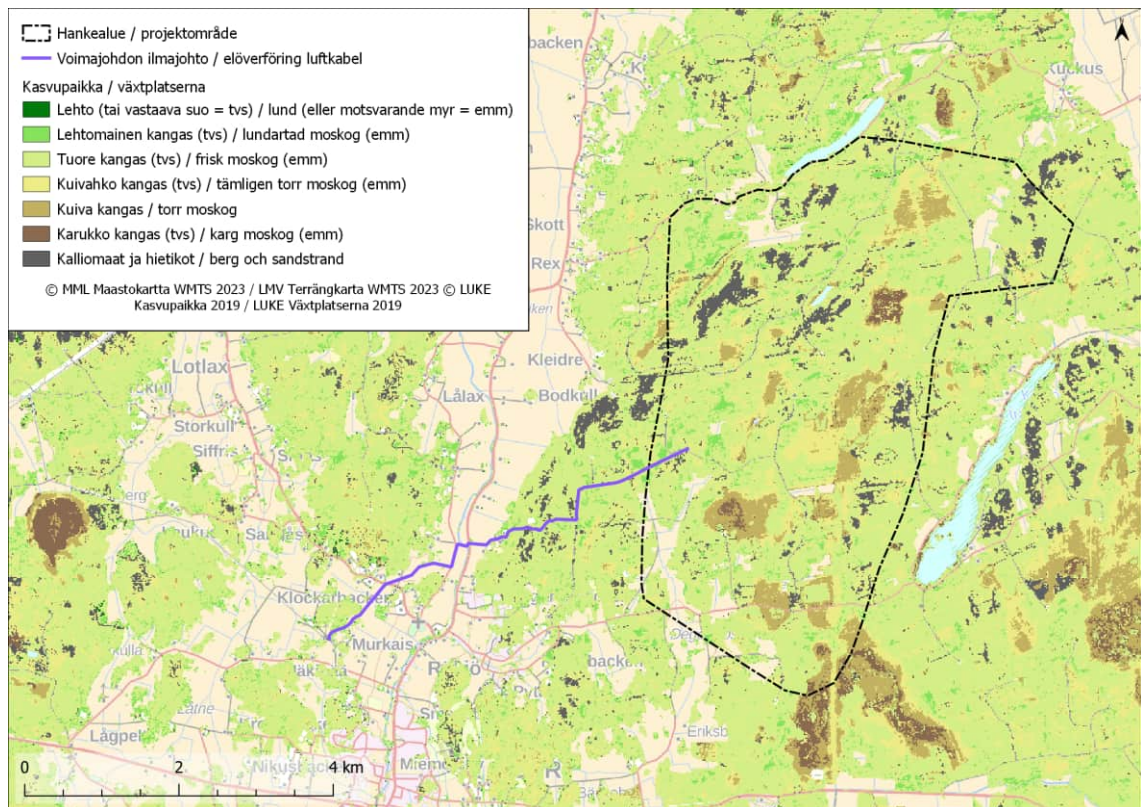 Hankealue / projektområde
Voimajohdon ilmajohto / elöverföring luftkabel
Kasvupaikka / växtplatserna
Lehto (tai vastaava suo = tvs) / lund (eller motsvarande myr = emm)
Lehtomainen kangas (tvs) / lundartad moskog (emm)
Tuore kangas (tvs) / frisk moskog (emm)
Kuivahko kangas (tvs) / tämligen torr moskog (emm)
Kuiva kangas / torr moskog
Karukko kangas (tvs) / karg moskog (emm)
Kalliomaat ja hietikot / berg och sandstrand
© MML Maastokartta WMTS 2023 / LMV Terrängkarta WMTS 2023 © LUKE
Kasvupaikka 2019 / LUKE Växtplatserna 2019
backen
Skott
Rex
Kleidre
Lotlax
Lålax
Bodkull
Storkull
Klockarbacken
Murkais
backen
Lågpel
Eriksb
0 2 4 km